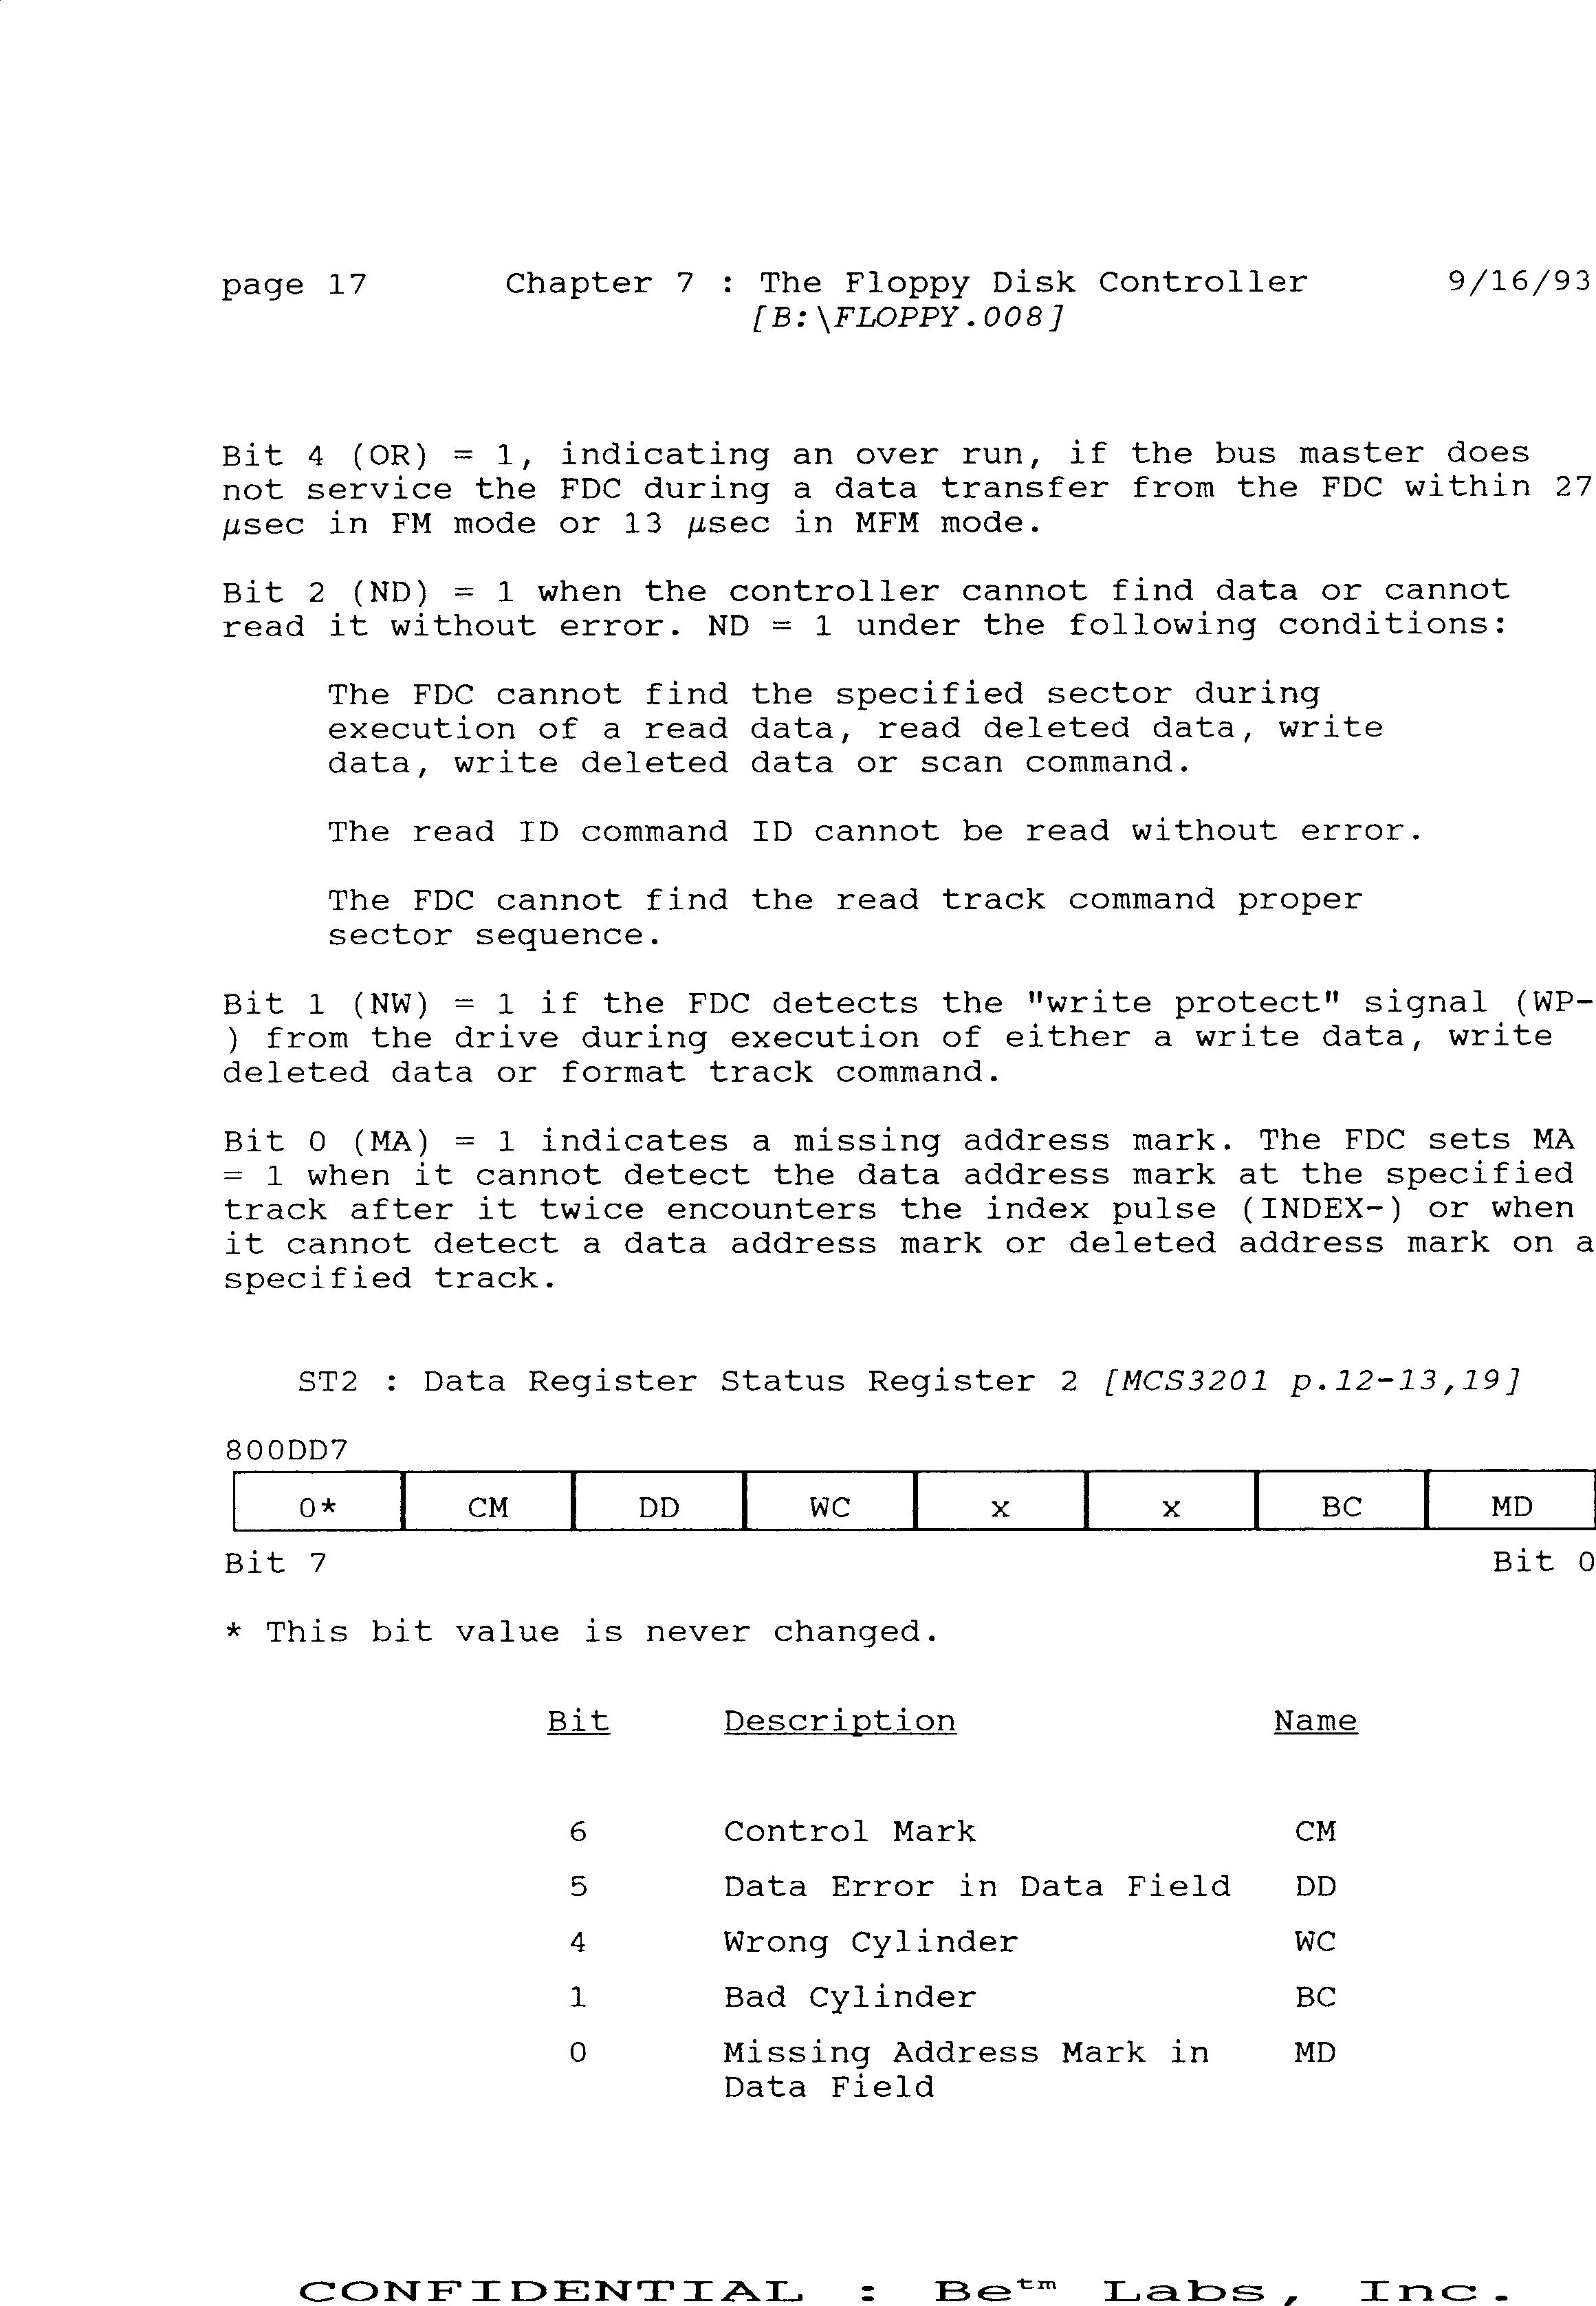 page 17 Chapter 7 : The Floppy Disk Controller 9/16/93
[B:\FLOPPY.008]
Bit 4 (OR) = 1, indicating an over run, if the bus master does
not service the FDC during a data transfer from the FDC within 27
µsec in FM mode or 13 µsec in MFM mode.
Bit 2 (ND) = 1 when the controller cannot find data or cannot
read it without error. ND = 1 under the following conditions:
The FDC cannot find the specified sector during
execution of a read data, read deleted data, write
data, write deleted data or scan command.
The read ID command ID cannot be read without error.
The FDC cannot find the read track command proper
sector sequence.
Bit 1 (NW) = 1 if the FDC detects the "write protect" signal (WP-
) from the drive during execution of either a write data, write
deleted data or format track command.
Bit 0 (MA) = 1 indicates a missing address mark. The FDC sets MA
= 1 when it cannot detect the data address mark at the specified
track after it twice encounters the index pulse (INDEX-) or when
it cannot detect a data address mark or deleted address mark on a
specified track.
ST2 : Data Register Status Register 2 [MCS3201 p.12-13,19]
800DD7
0* CM DD WC x x BC MD
Bit 7 Bit 0
* This bit value is never changed.
Bit Description Name
6 Control Mark CM
5 Data Error in Data Field DD
4 Wrong Cylinder WC
1 Bad Cylinder BC
0 Missing Address Mark in MD
Data Field
CONFIDENTIAL : Be™ Labs, Inc.